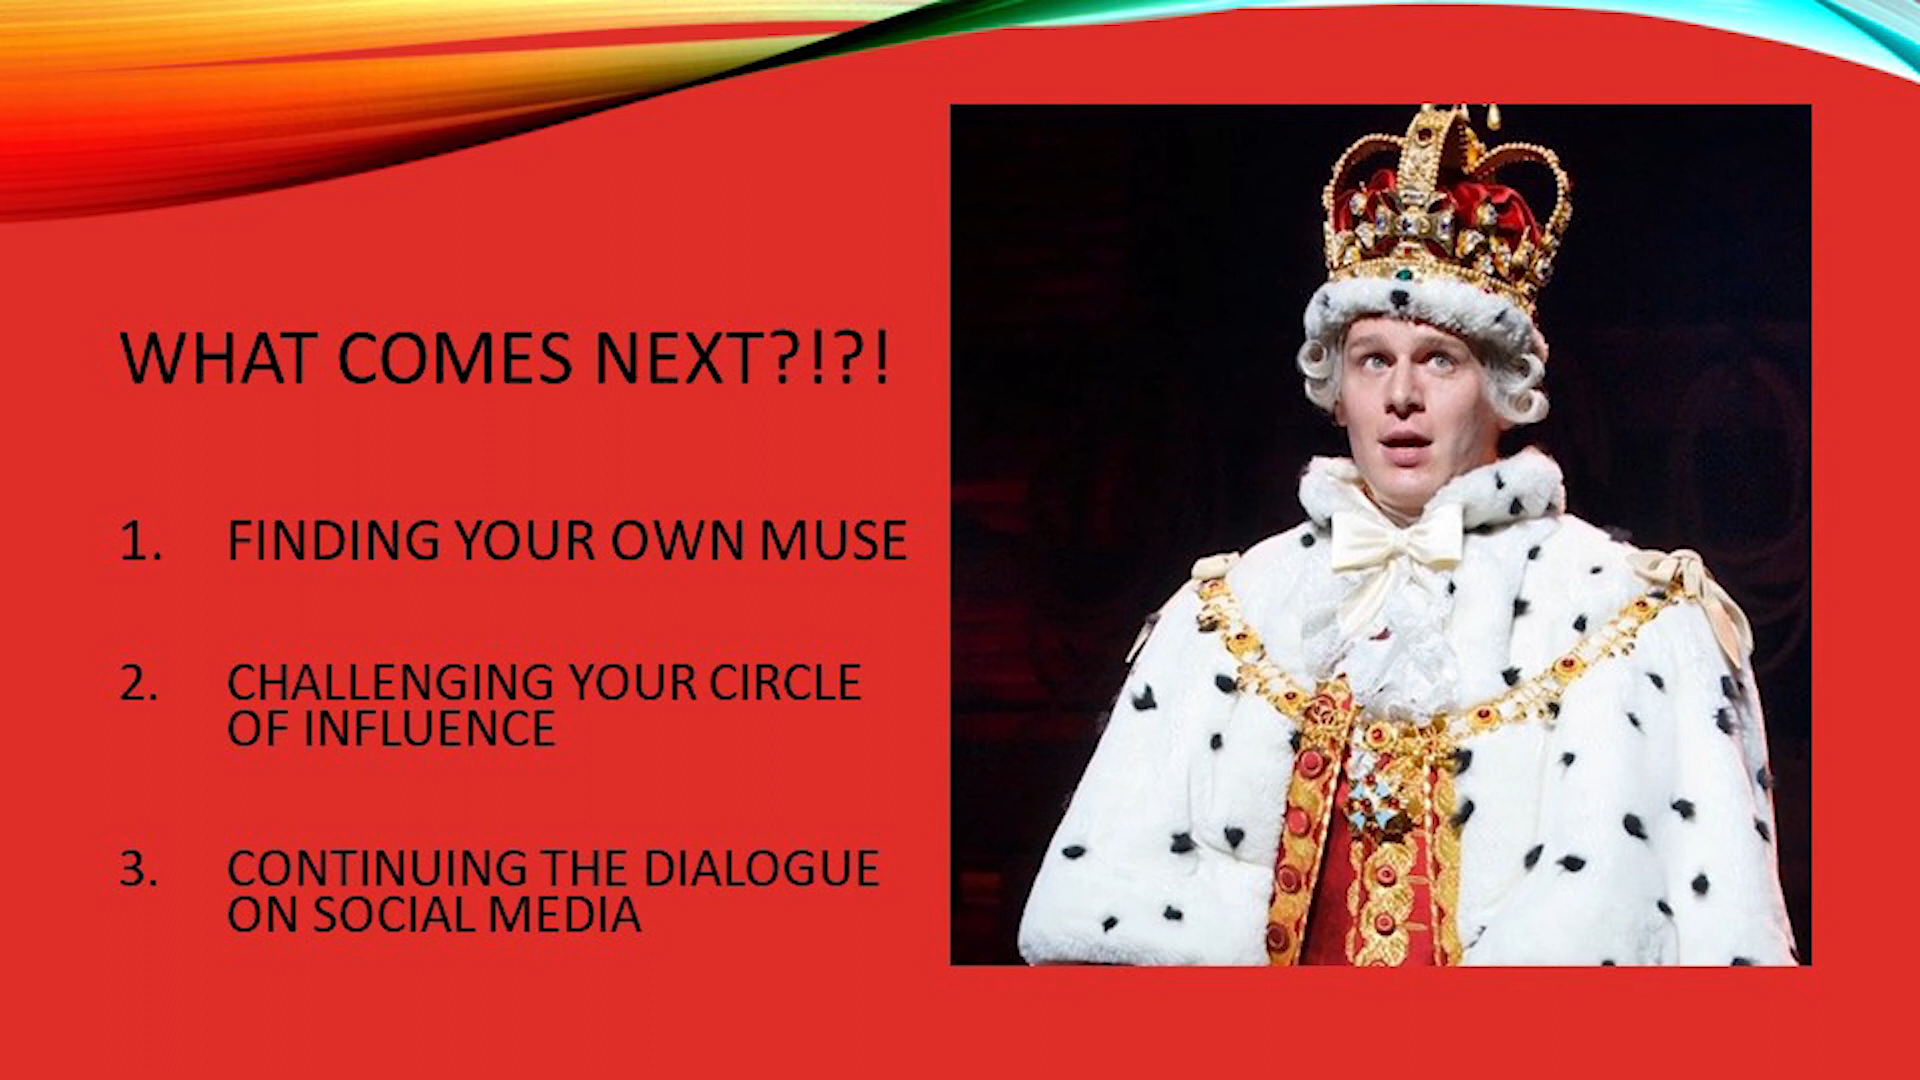 WHAT COMES NEXT?!?!
1. FINDING YOUR OWN MUSE
2. CHALLENGING YOUR CIRCLE
OF INFLUENCE
3. CONTINUING THE DIALOGUE
ON SOCIAL MEDIA